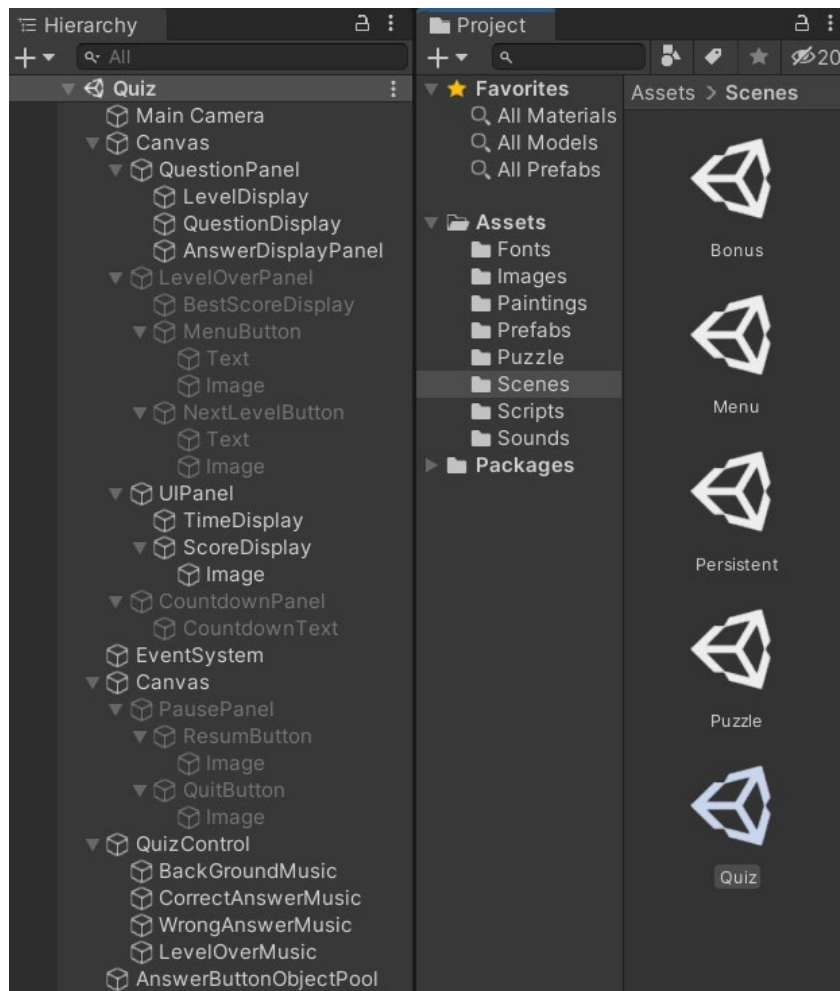 Hierarchy
All
Quiz
Main Camera
Canvas
QuestionPanel
LevelDisplay
QuestionDisplay
AnswerDisplayPanel
LevelOverPanel
BestScoreDisplay
MenuButton
Text
Image
NextLevelButton
Text
Image
UIPanel
TimeDisplay
ScoreDisplay
Image
CountdownPanel
CountdownText
EventSystem
Canvas
PausePanel
ResumButton
Image
QuitButton
Image
QuizControl
BackGroundMusic
CorrectAnswerMusic
WrongAnswerMusic
LevelOverMusic
AnswerButtonObjectPool
Project
20
Favorites
All Materials
All Models
All Prefabs
Assets
Fonts
Images
Paintings
Prefabs
Puzzle
Scenes
Scripts
Sounds
Packages
Assets > Scenes
Bonus
Menu
Persistent
Puzzle
Quiz